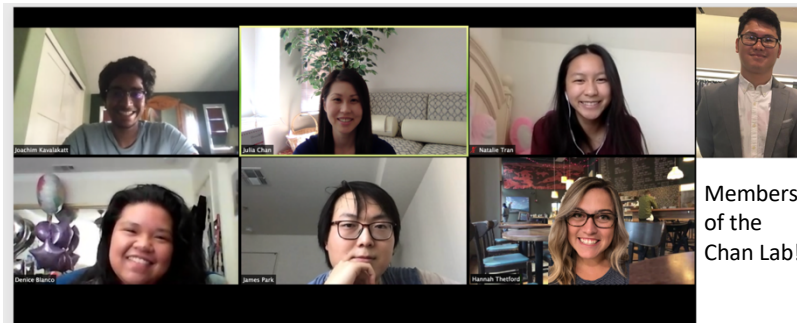 Joachim Kavalakatt
Julia Chan
Natalie Tran
Denice Blanco
James Park
Hannah Thetford
Members
of the
Chan Lab!